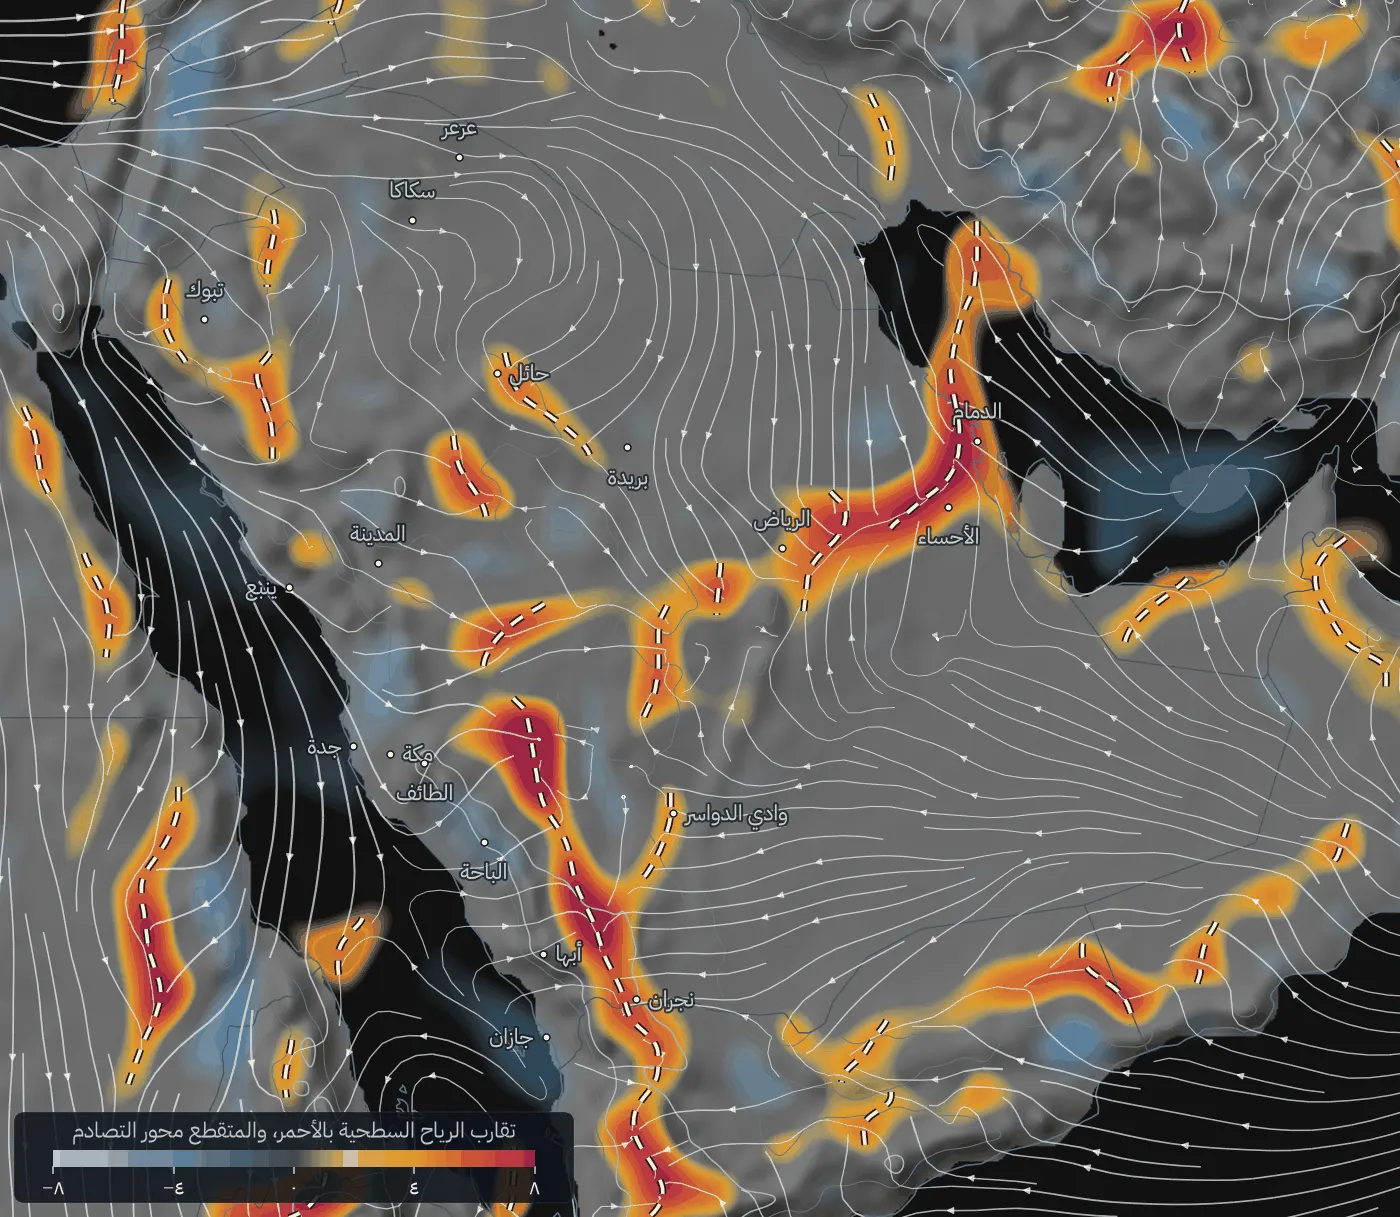 عرعر
سكاكا
تبوك
حائل
الدمام
بريدة
الرياض
الأحساء
المدينة
ينبع
جدة
مكة
الطائف
وادي الدواسر
الباحة
أبها
نجران
جازان
تقارب الرياح السطحية بالأحمر، والمتقطع محور التصادم
−٨ −٤ ٠ ٤ ٨